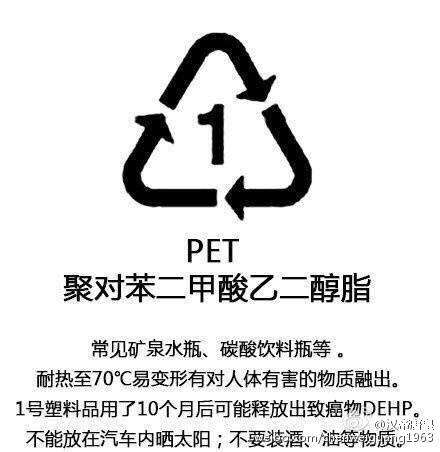 1
PET
聚对苯二甲酸乙二醇脂
常见矿泉水瓶、碳酸饮料瓶等 。
耐热至70℃易变形有对人体有害的物质融出。
1号塑料品用了10个月后可能释放出致癌物DEHP。
不能放在汽车内晒太阳；不要装酒、油等物质。